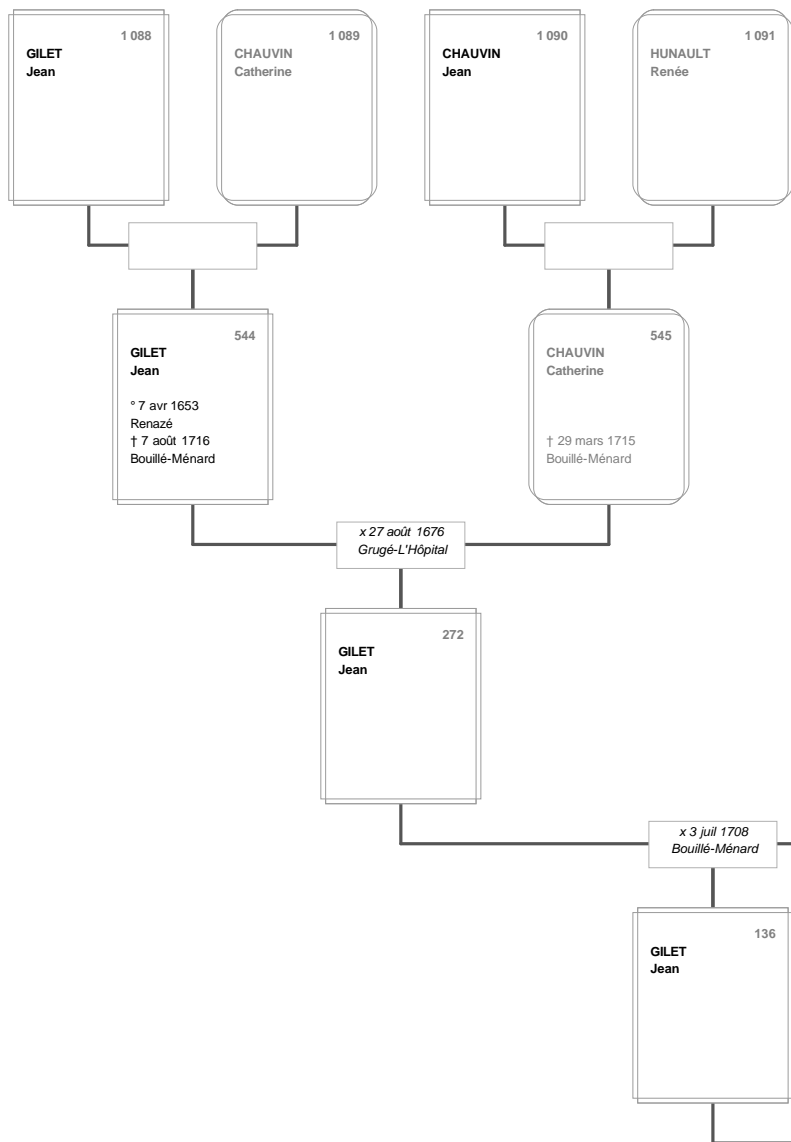 1 088
GILET
Jean
1 089
CHAUVIN
Catherine
1 090
CHAUVIN
Jean
1 091
HUNAULT
Renée
544
GILET
Jean
° 7 avr 1653
Renazé
† 7 août 1716
Bouillé-Ménard
545
CHAUVIN
Catherine
† 29 mars 1715
Bouillé-Ménard
x 27 août 1676
Grugé-L'Hôpital
272
GILET
Jean
x 3 juil 1708
Bouillé-Ménard
136
GILET
Jean